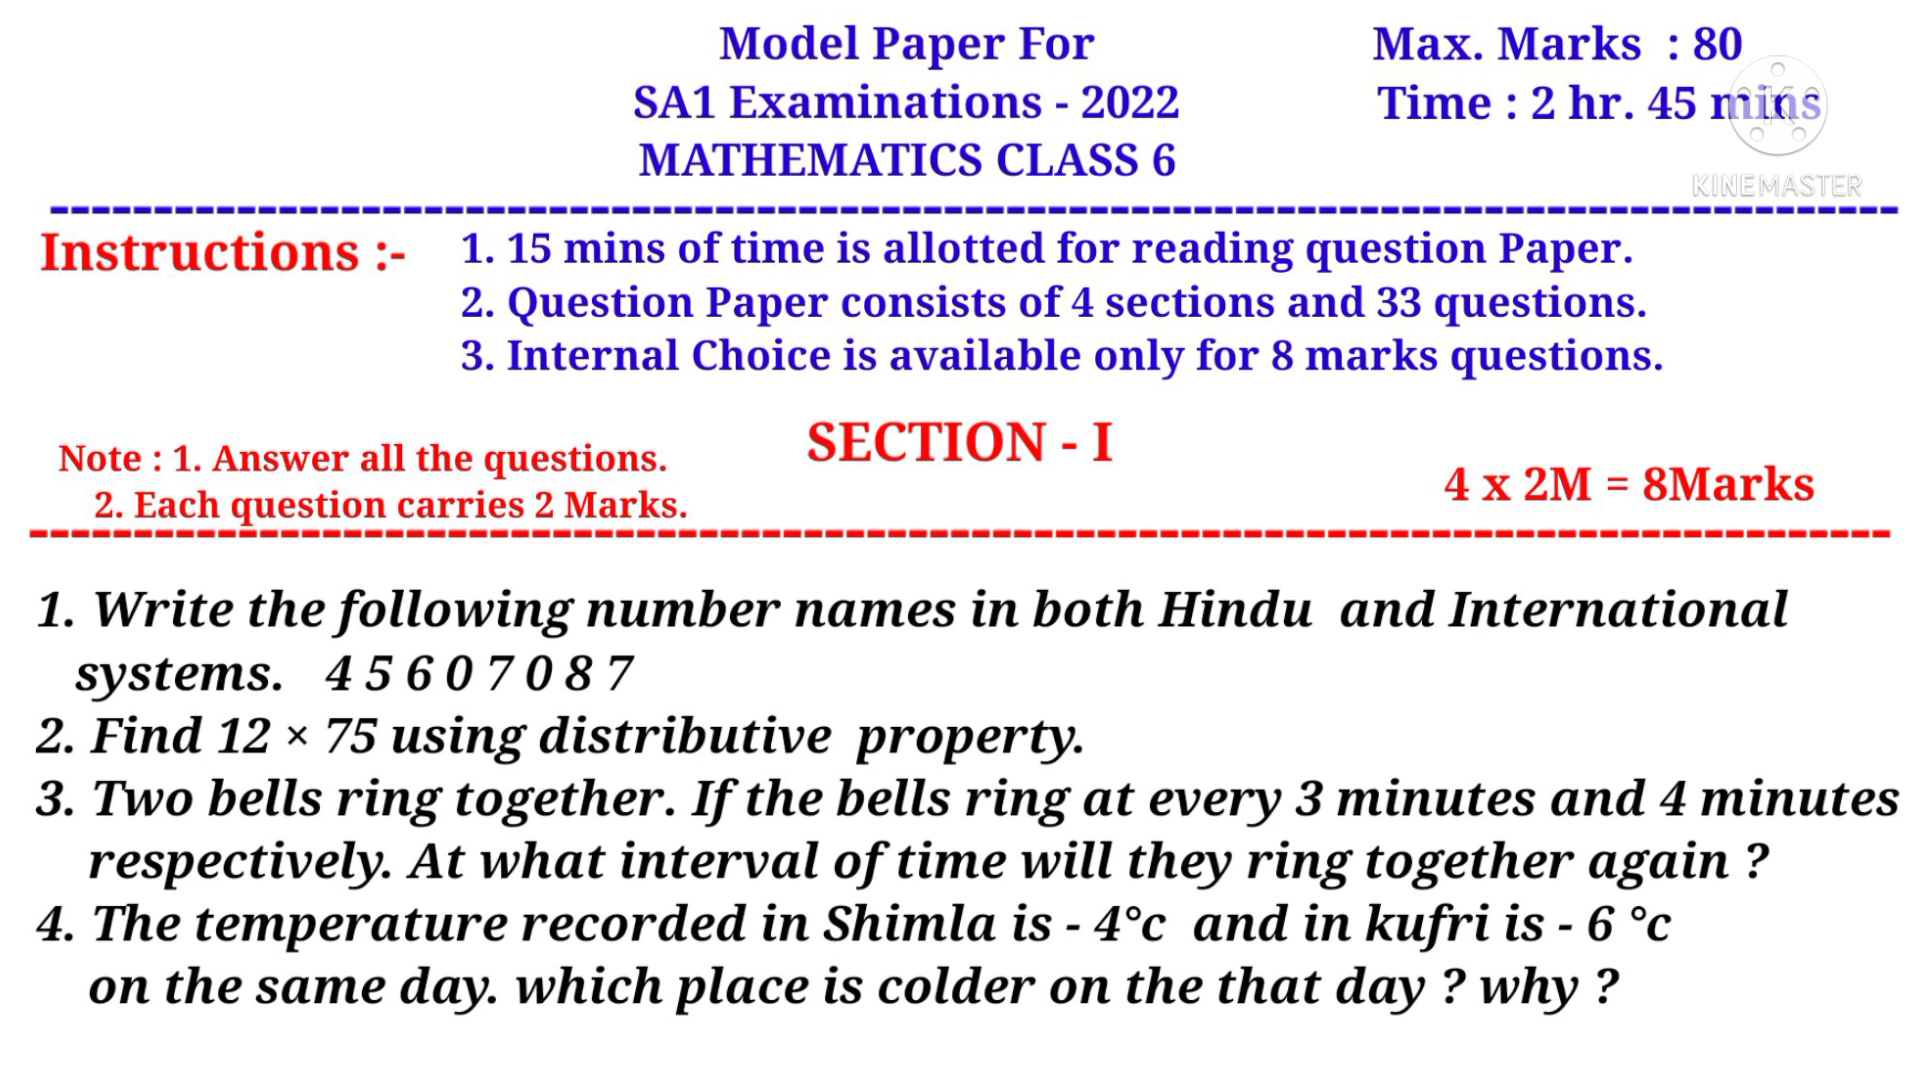 Model Paper For
Max. Marks : 80
SA1 Examinations - 2022
Time : 2 hr. 45 mins
MATHEMATICS CLASS 6
KINEMASTER
Instructions :- 1. 15 mins of time is allotted for reading question Paper.
2. Question Paper consists of 4 sections and 33 questions.
3. Internal Choice is available only for 8 marks questions.
SECTION - I
Note : 1. Answer all the questions.
2. Each question carries 2 Marks.
4 x 2M = 8Marks
1. Write the following number names in both Hindu and International
systems. 4 5 6 0 7 0 8 7
2. Find 12 × 75 using distributive property.
3. Two bells ring together. If the bells ring at every 3 minutes and 4 minutes
respectively. At what interval of time will they ring together again ?
4. The temperature recorded in Shimla is - 4°c and in kufri is - 6 °c
on the same day. which place is colder on the that day ? why ?